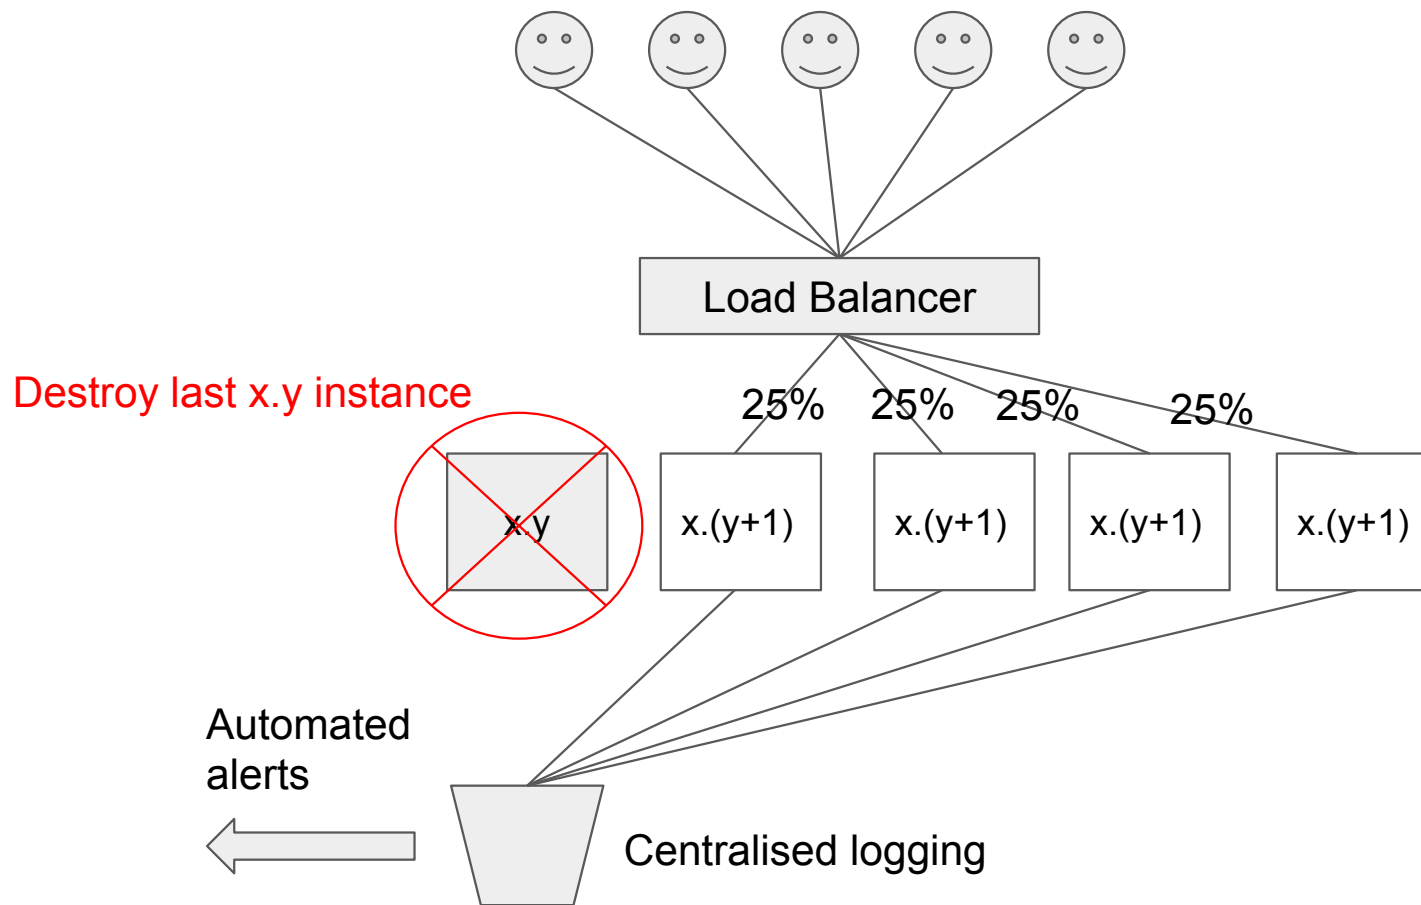 Load Balancer
Destroy last x.y instance
25% 25% 25% 25%
x.y x.(y+1) x.(y+1) x.(y+1) x.(y+1)
Automated
alerts
Centralised logging